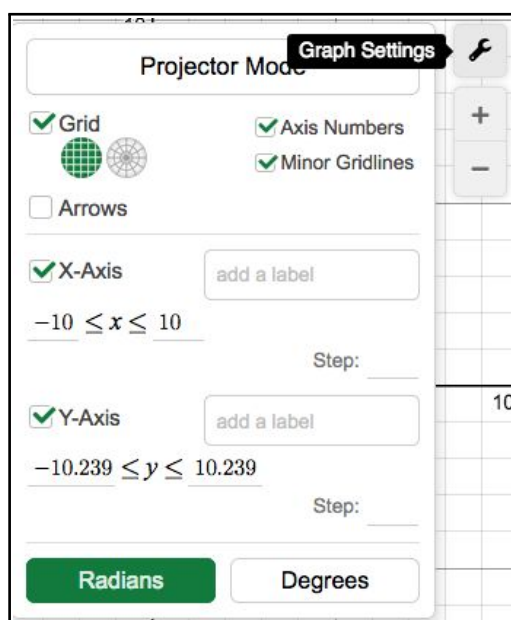 Graph Settings
Projector Mode
Grid
Axis Numbers
Minor Gridlines
Arrows
X-Axis
add a label
−10 ≤ x ≤ 10
Step:
10
Y-Axis
add a label
−10.239 ≤ y ≤ 10.239
Step:
Radians
Degrees